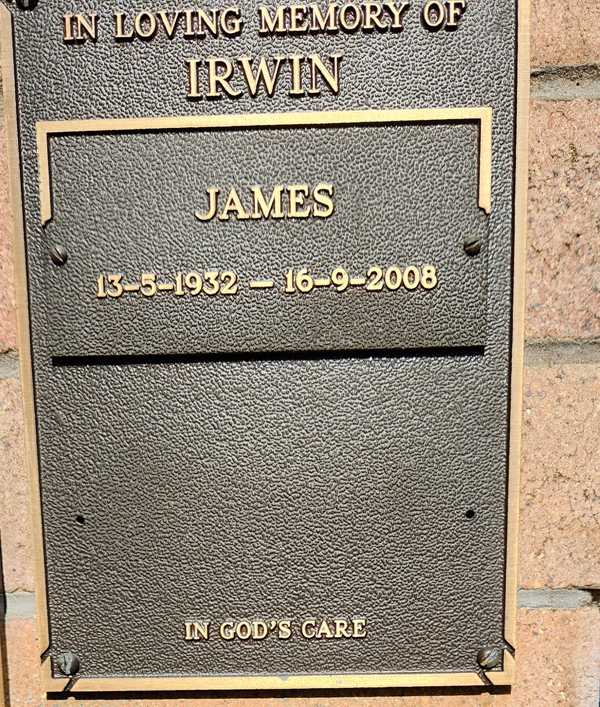 IN LOVING MEMORY OF
IRWIN
JAMES
13-5-1932 — 16-9-2008
IN GOD'S CARE